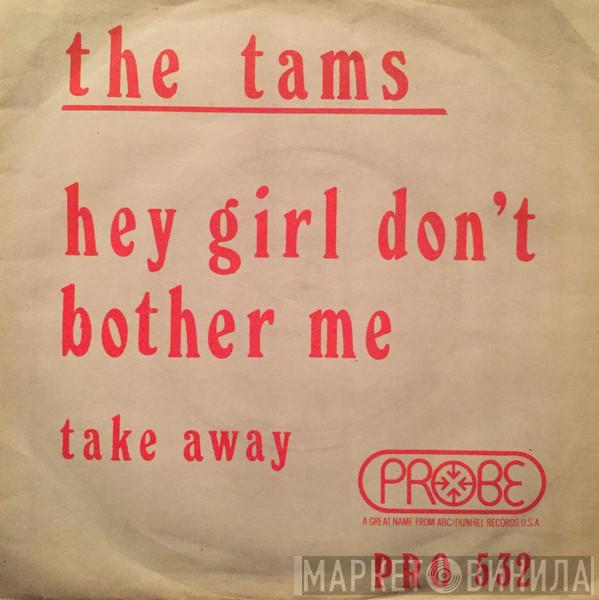 the tams
hey girl don't
bother me
take away
PROBE
A GREAT NAME FROM ABC/DUNHILL RECORDS, U.S.A.
PRO 532
МАРКЕТ ВИНИЛА